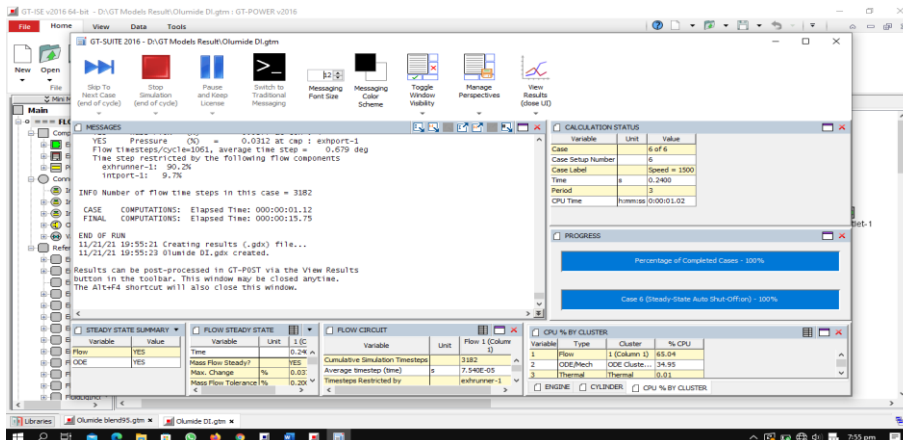 GT-ISE v2016 64-bit - D:\GT Models Result\Olumide DI.gtm : GT-POWER v2016
File Home View Data Tools
GT-SUITE 2016 - D:\GT Models Result\Olumide DI.gtm
New Open
File
Skip To Next Case (end of cycle)
Stop Simulation (end of cycle)
Pause and Keep License
Switch to Traditional Messaging
12
Messaging Font Size
Messaging Color Scheme
Toggle Window Visibility
Manage Perspectives
View Results (close UI)
Main
MESSAGES
YES Pressure (%) = 0.0312 at cmp : exhport-1
Flow timesteps/cycle=1061, average time step = 0.679 deg
Time step restricted by the following flow components
exhrunner-1: 90.2%
intport-1: 9.7%
INFO Number of flow time steps in this case = 3182
CASE COMPUTATIONS: Elapsed Time: 000:00:01.12
FINAL COMPUTATIONS: Elapsed Time: 000:00:15.75
END OF RUN
11/21/21 19:55:21 Creating results (.gdx) file...
11/21/21 19:55:23 Olumide DI.gdx created.
Results can be post-processed in GT-POST via the View Results
button in the toolbar. This window may be closed anytime.
The Alt+F4 shortcut will also close this window.
CALCULATION STATUS
Variable Unit Value
Case 6 of 6
Case Setup Number 6
Case Label Speed = 1500
Time s 0.2400
Period 3
CPU Time h:mm:ss 0:00:01.02
PROGRESS
Percentage of Completed Cases - 100%
Case 6 (Steady-State Auto Shut-Off=on) - 100%
STEADY STATE SUMMARY
Variable Value
Flow YES
ODE YES
FLOW STEADY STATE
Variable Unit 1 (C
Time 0.24
Mass Flow Steady? YES
Max. Change % 0.03
Mass Flow Tolerance % 0.20
FLOW CIRCUIT
Variable Unit Flow 1 (Column 1)
Cumulative Simulation Timesteps 3182
Average timestep (time) s 7.540E-05
Timesteps Restricted by exhrunner-1
CPU % BY CLUSTER
Variable Type Cluster % CPU
1 Flow 1 (Column 1) 65.04
2 ODE/Mech ODE Cluste... 34.95
3 Thermal Thermal 0.01
ENGINE CYLINDER CPU % BY CLUSTER
Libraries Olumide blend95.gtm Olumide DI.gtm
7:55 pm